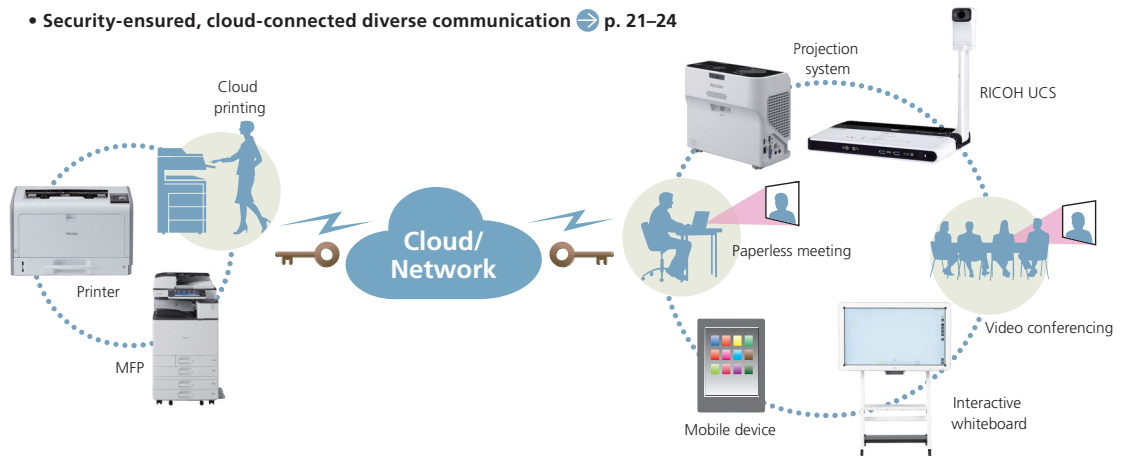 • Security-ensured, cloud-connected diverse communication p. 21–24
Cloud
printing
Printer
MFP
Cloud/
Network
Projection
system
RICOH UCS
Paperless meeting
Video conferencing
Mobile device
Interactive
whiteboard